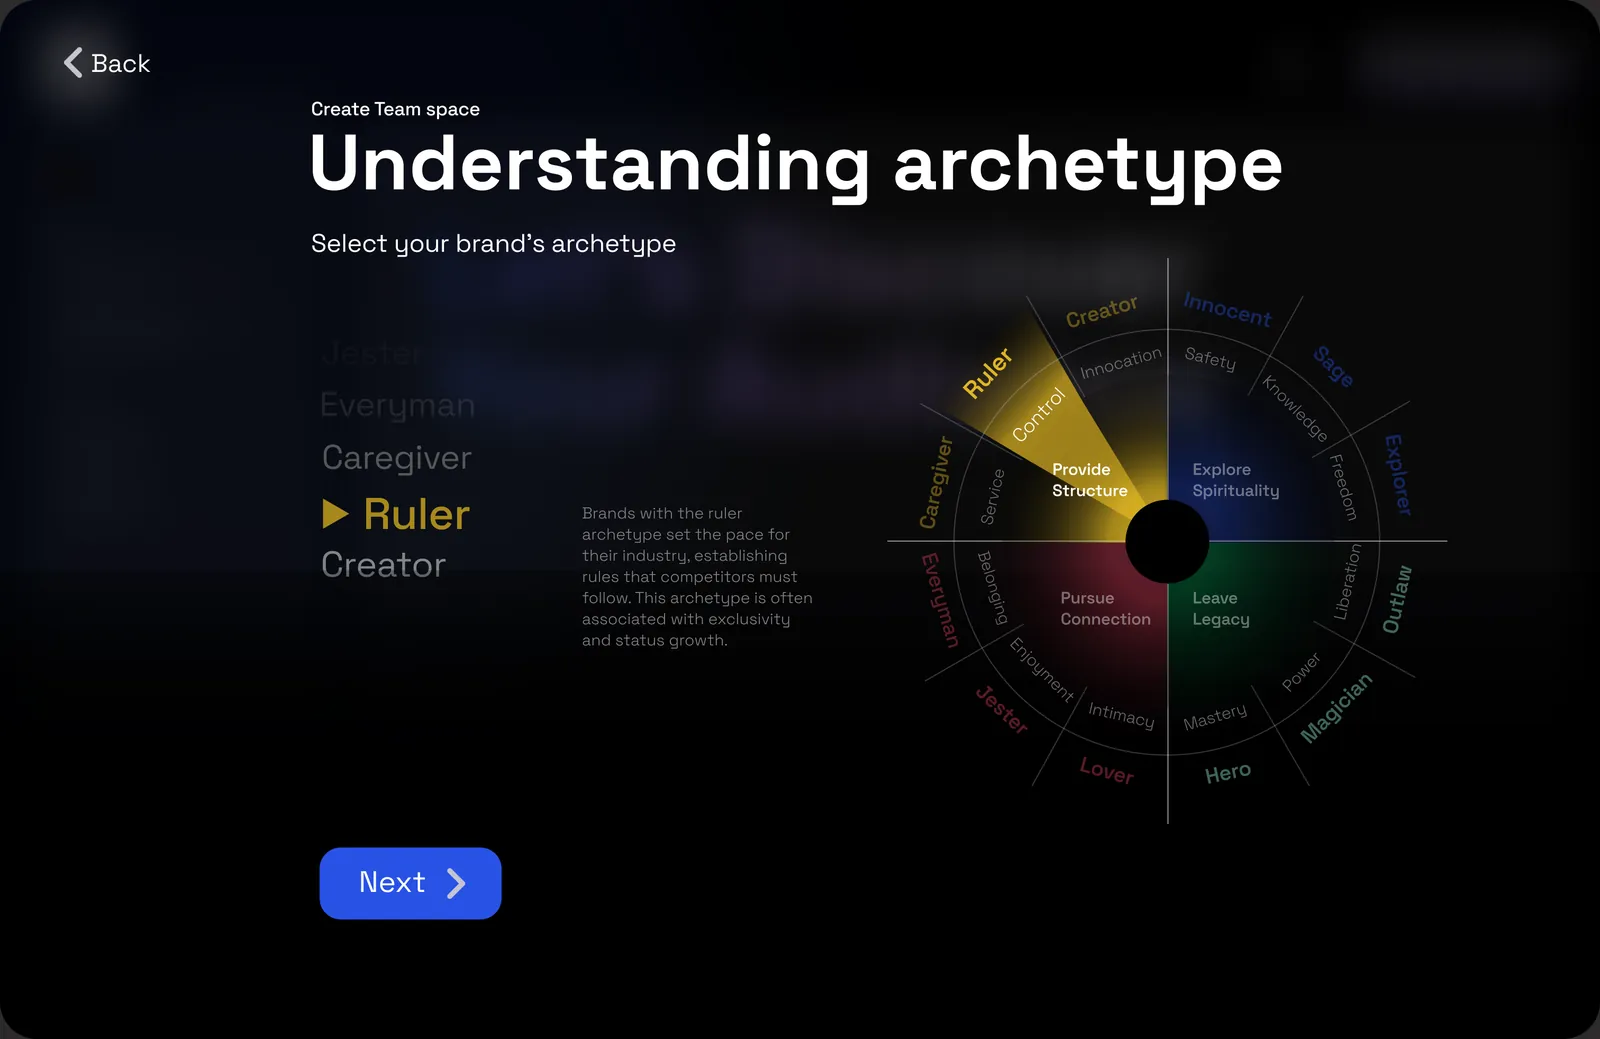 Back
Create Team space
Understanding archetype
Select your brand's archetype
Jester
Everyman
Caregiver
Ruler
Creator
Brands with the ruler
archetype set the pace for
their industry, establishing
rules that competitors must
follow. This archetype is often
associated with exclusivity
and status growth.
Creator
Innocent
Sage
Explorer
Outlaw
Magician
Hero
Lover
Jester
Everyman
Caregiver
Ruler
Innocation
Safety
Knowledge
Freedom
Liberation
Power
Mastery
Intimacy
Enjoyment
Belonging
Service
Control
Provide
Structure
Explore
Spirituality
Pursue
Connection
Leave
Legacy
Next